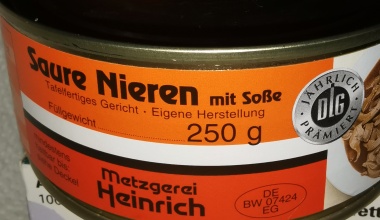 Saure Nieren mit Soße
Tafelfertiges Gericht · Eigene Herstellung
Füllgewicht
250 g
JÄHRLICH
DLG
PRÄMIERT
Mindestens
Metzgerei
Heinrich
DE
BW 07424
EG